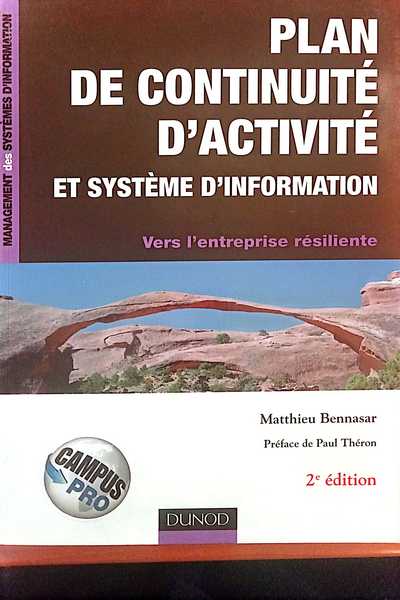 MANAGEMENT des SYSTÈMES D'INFORMATION
PLAN
DE CONTINUITÉ
D'ACTIVITÉ
ET SYSTÈME D'INFORMATION
Vers l'entreprise résiliente
Matthieu Bennasar
Préface de Paul Théron
2e édition
CAMPUS
PRO
DUNOD